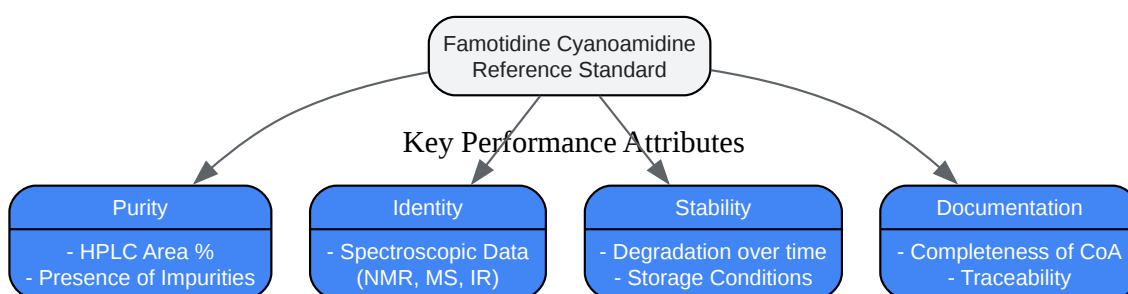 Famotidine Cyanoamidine
Reference Standard
Key Performance Attributes
Purity
- HPLC Area %
- Presence of Impurities
Identity
- Spectroscopic Data
(NMR, MS, IR)
Stability
- Degradation over time
- Storage Conditions
Documentation
- Completeness of CoA
- Traceability